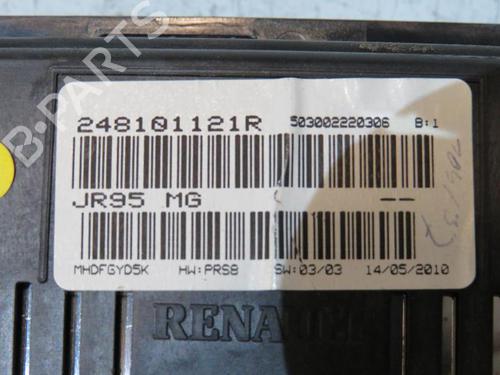 B-PARTS
248101121R 503002220306 B:1
JR95 MG --
MHDFGYD5K HW:PRS8 SW:03/03 14/05/2010
RENAULT